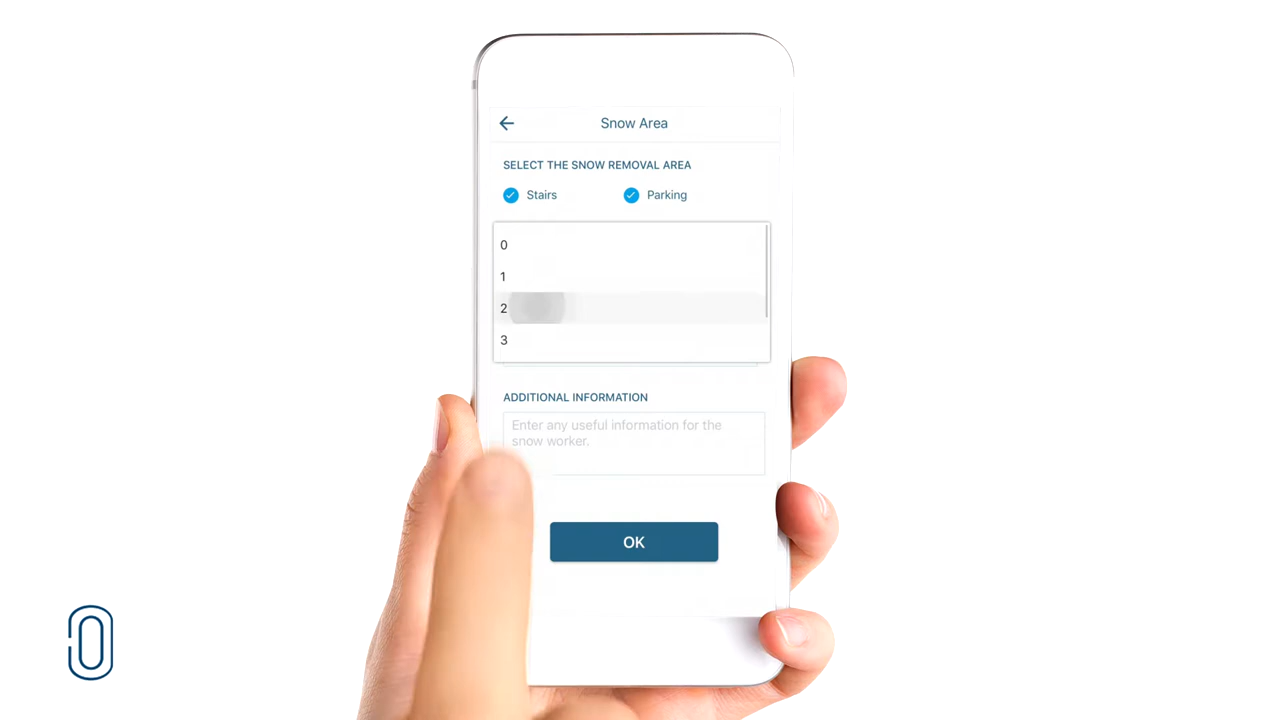 Snow Area
SELECT THE SNOW REMOVAL AREA
Stairs Parking
0
1
2
3
ADDITIONAL INFORMATION
Enter any useful information for the
snow worker.
OK